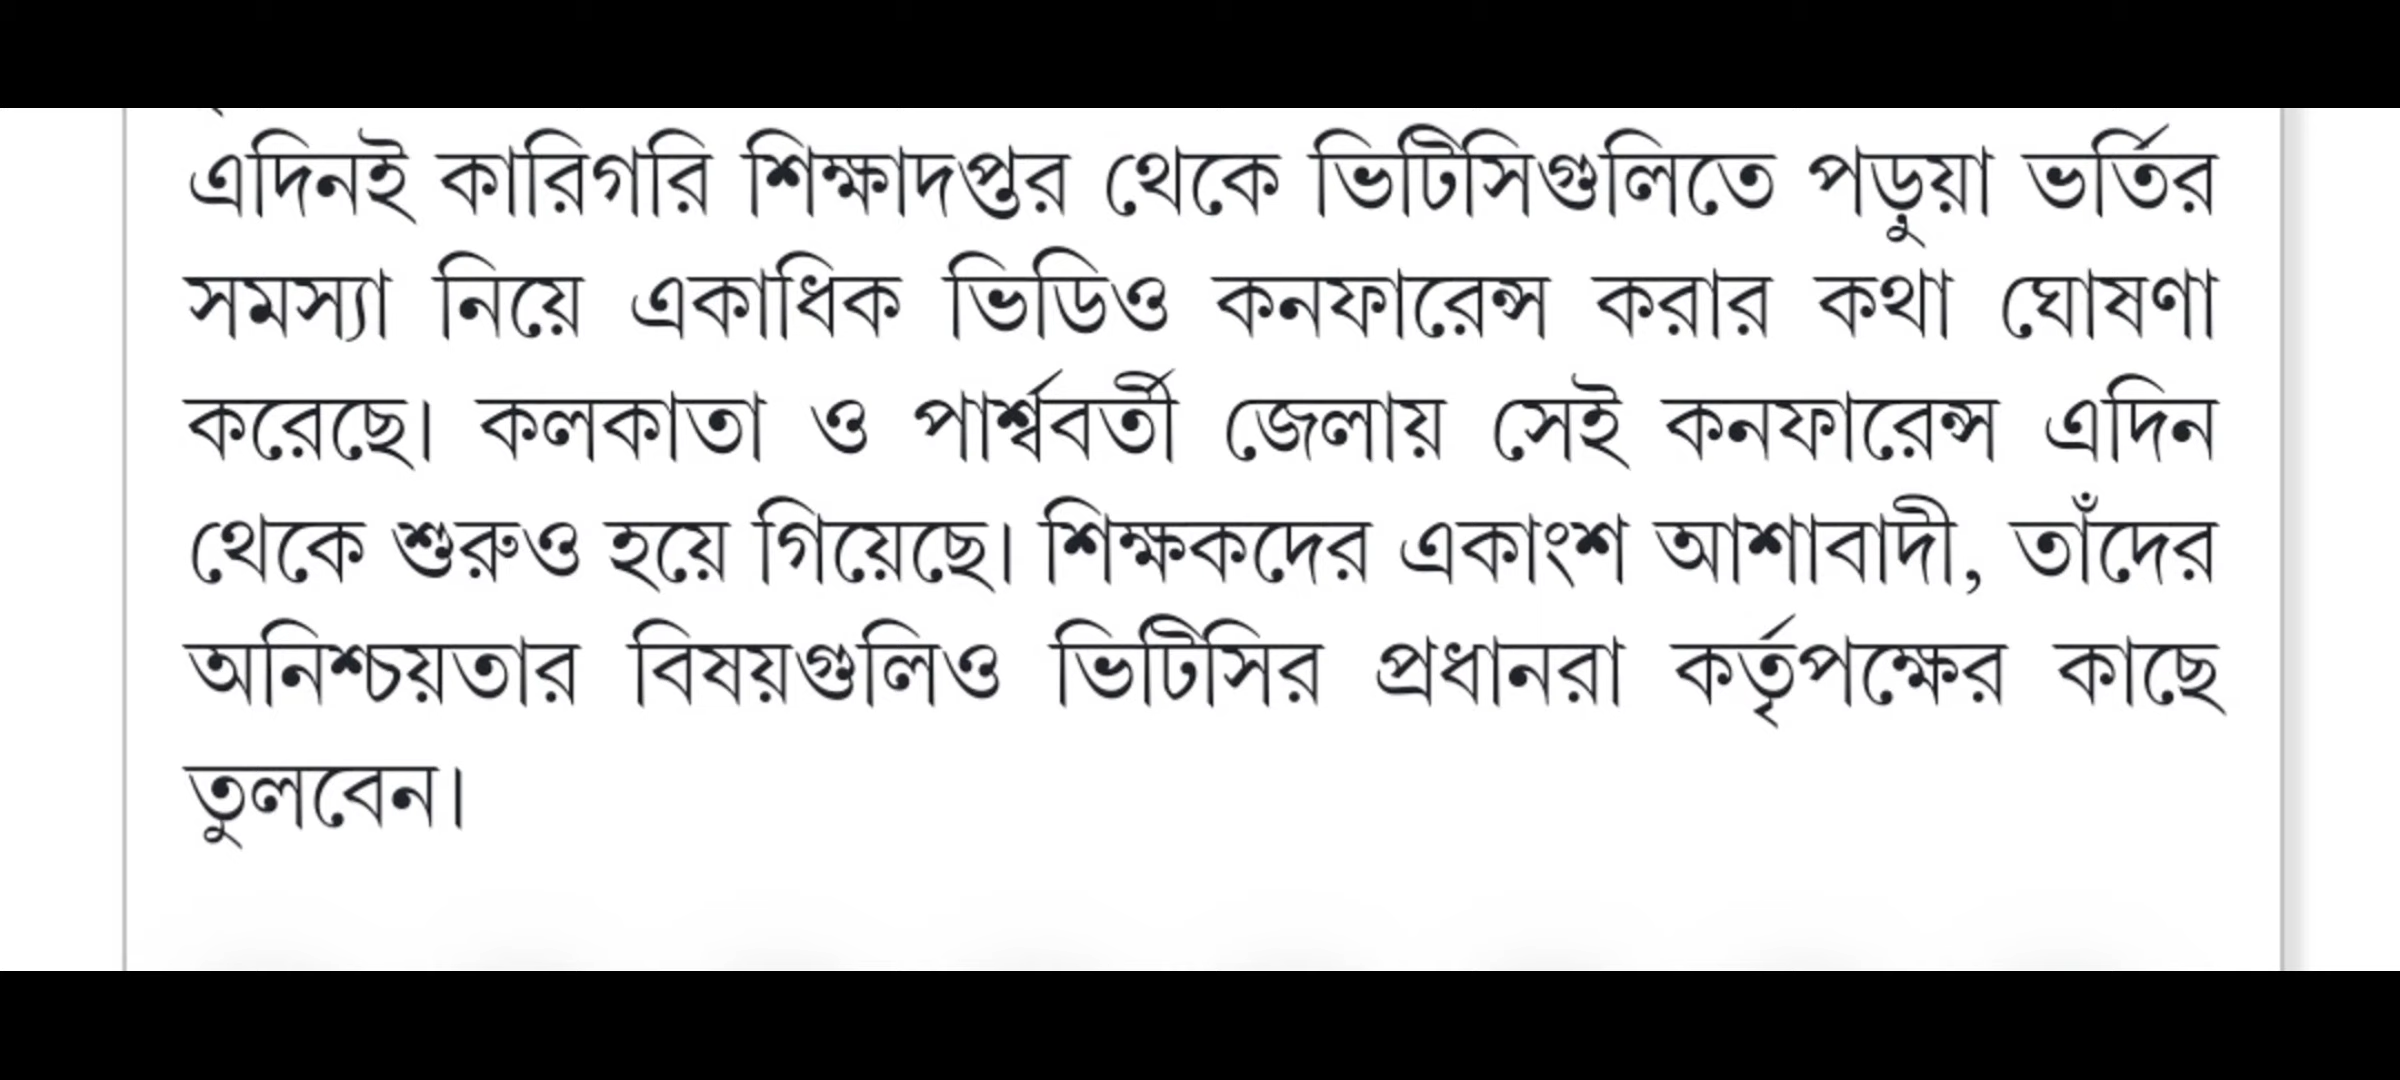 এদিনই কারিগরি শিক্ষাদপ্তর থেকে ভিটিসিগুলিতে পড়ুয়া ভর্তির
সমস্যা নিয়ে একাধিক ভিডিও কনফারেন্স করার কথা ঘোষণা
করেছে। কলকাতা ও পার্শ্ববর্তী জেলায় সেই কনফারেন্স এদিন
থেকে শুরুও হয়ে গিয়েছে। শিক্ষকদের একাংশ আশাবাদী, তাঁদের
অনিশ্চয়তার বিষয়গুলিও ভিটিসির প্রধানরা কর্তৃপক্ষের কাছে
তুলবেন।